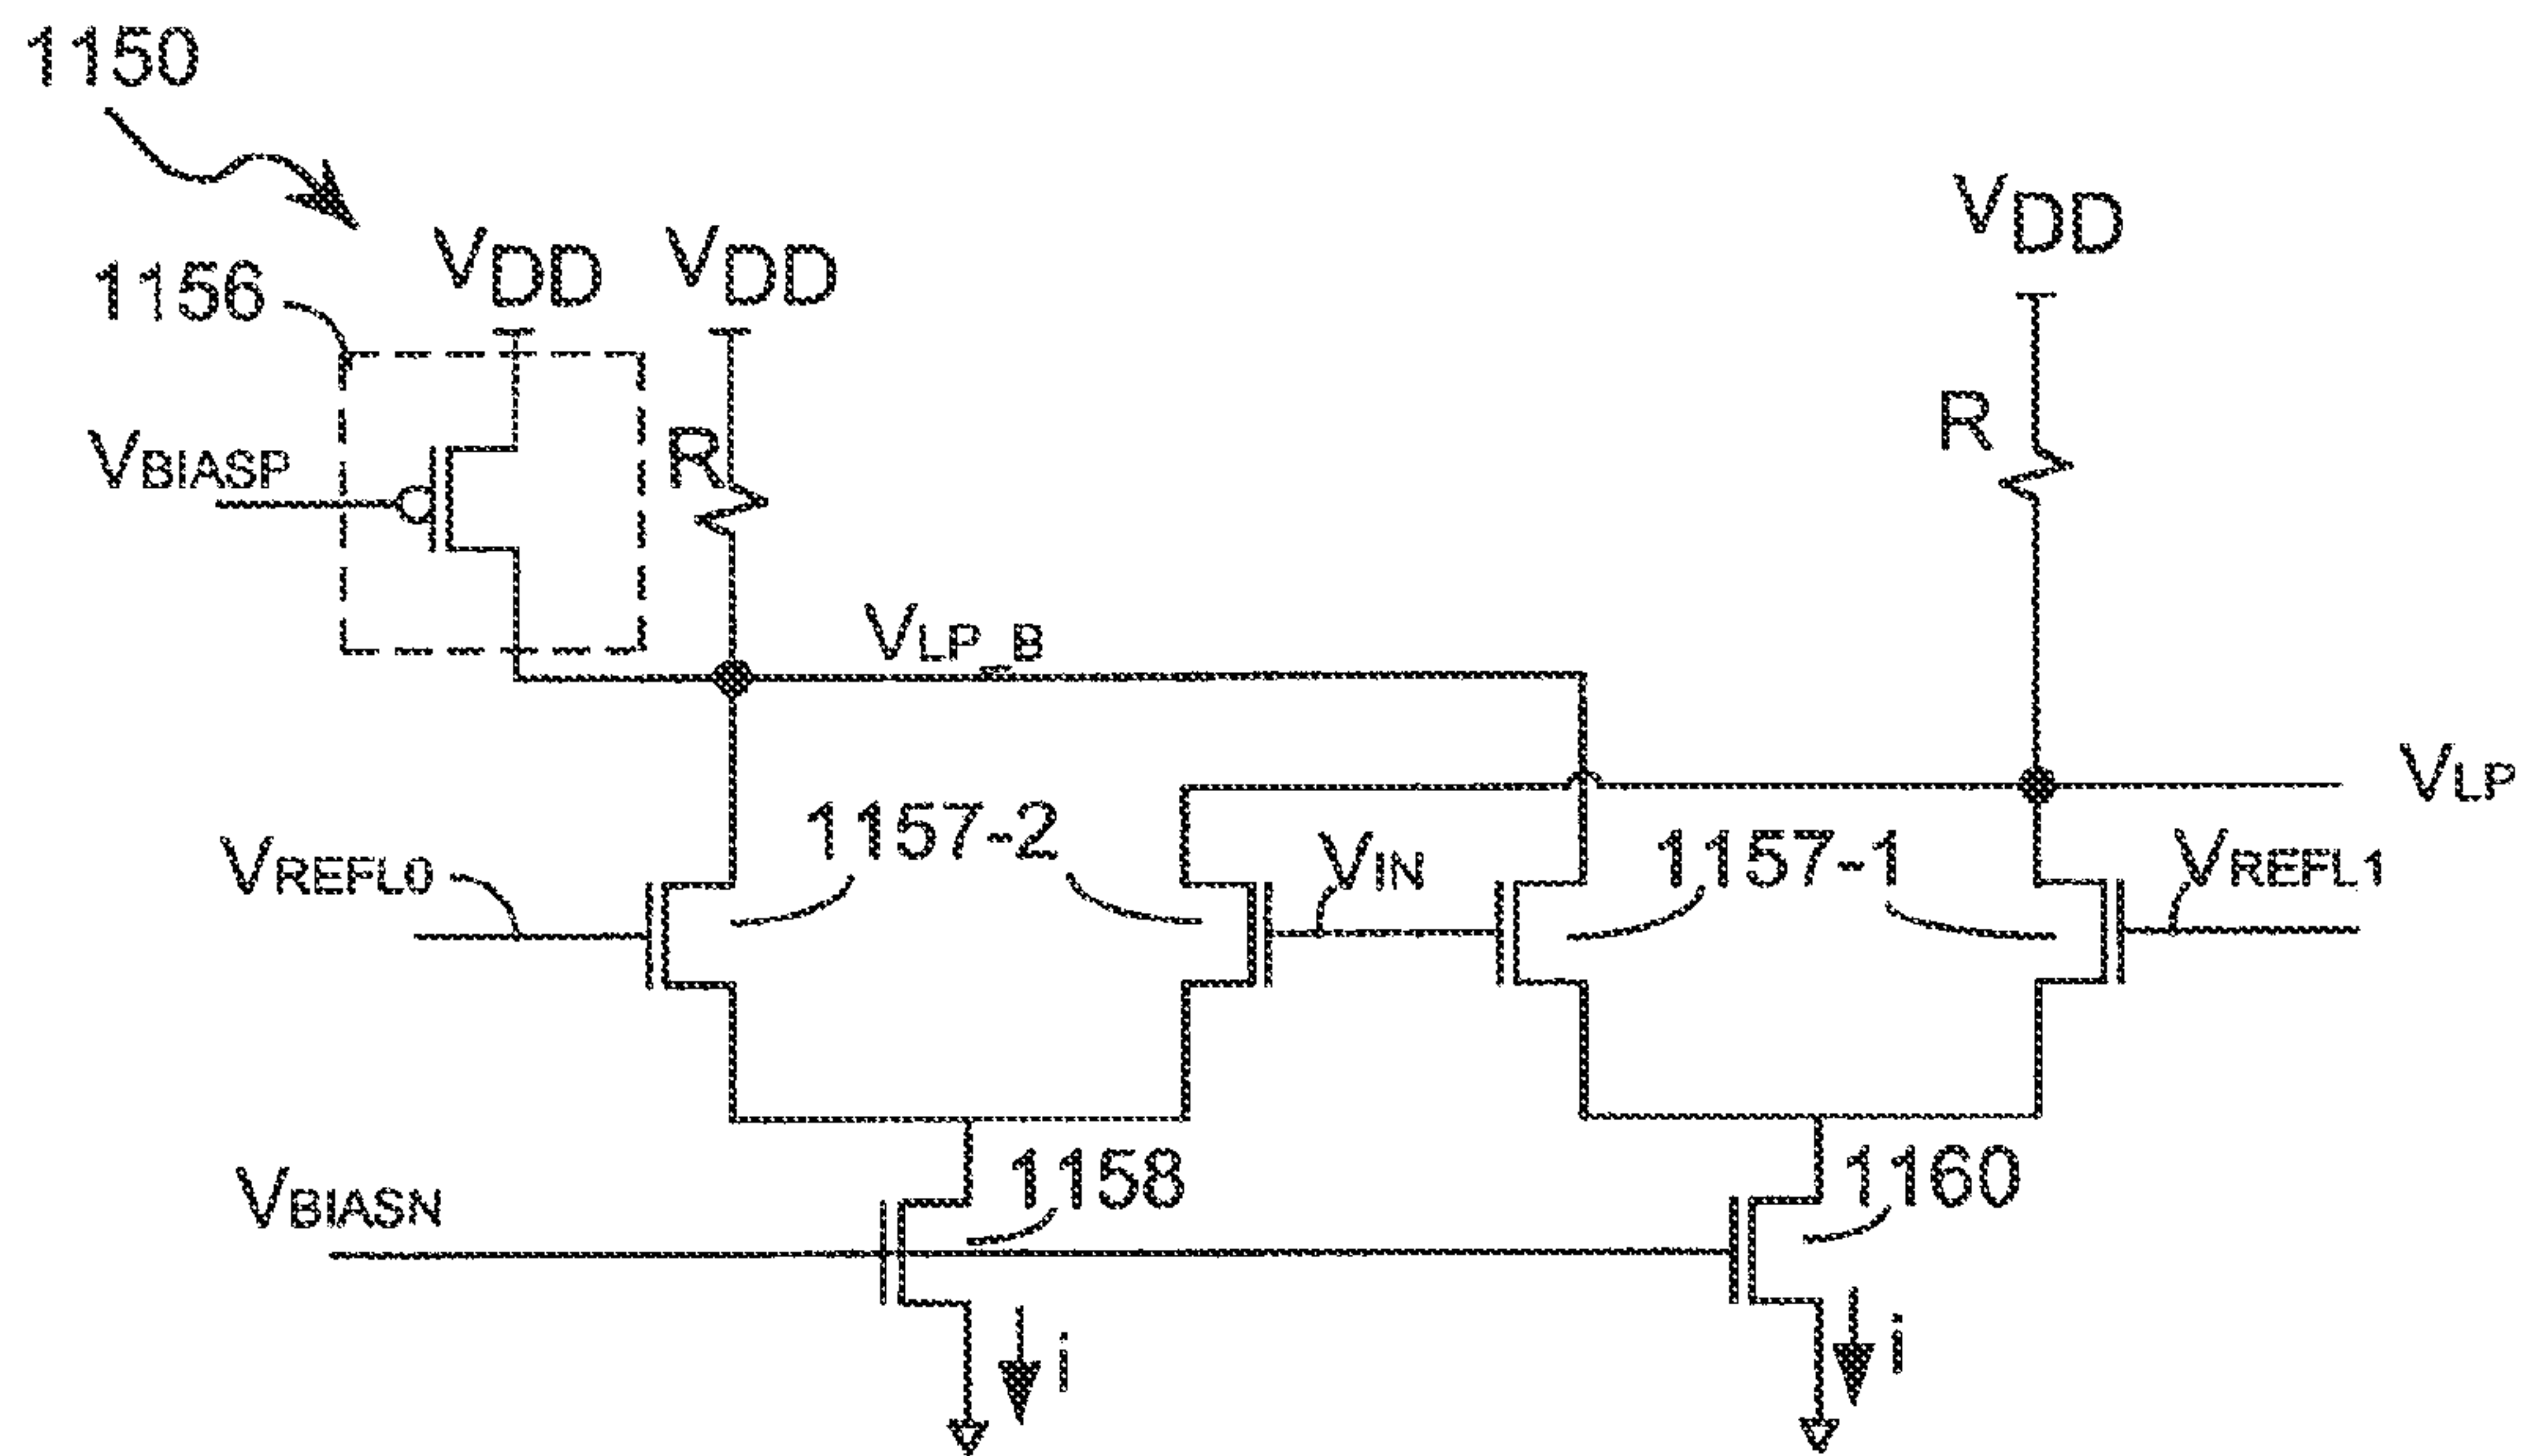 1150
VDD
VDD
VDD
1156
R
R
VBIASP
VLP_B
VLP
1157-2
1157-1
VREFL0
VIN
VREFL1
1158
1160
VBIASN
i
i